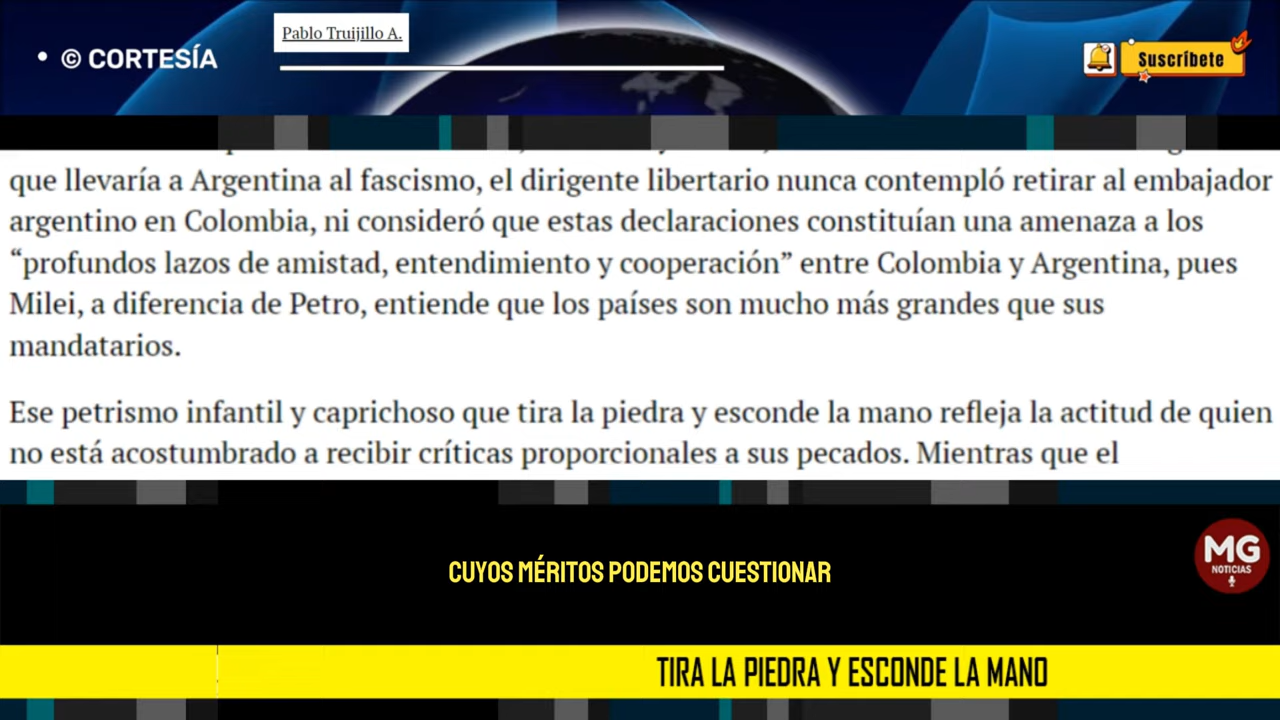 Pablo Truijillo A.
• © CORTESÍA
Suscríbete
que llevaría a Argentina al fascismo, el dirigente libertario nunca contempló retirar al embajador
argentino en Colombia, ni consideró que estas declaraciones constituían una amenaza a los
“profundos lazos de amistad, entendimiento y cooperación” entre Colombia y Argentina, pues
Milei, a diferencia de Petro, entiende que los países son mucho más grandes que sus
mandatarios.
Ese petrismo infantil y caprichoso que tira la piedra y esconde la mano refleja la actitud de quien
no está acostumbrado a recibir críticas proporcionales a sus pecados. Mientras que el
MG
NOTICIAS
CUYOS MÉRITOS PODEMOS CUESTIONAR
TIRA LA PIEDRA Y ESCONDE LA MANO